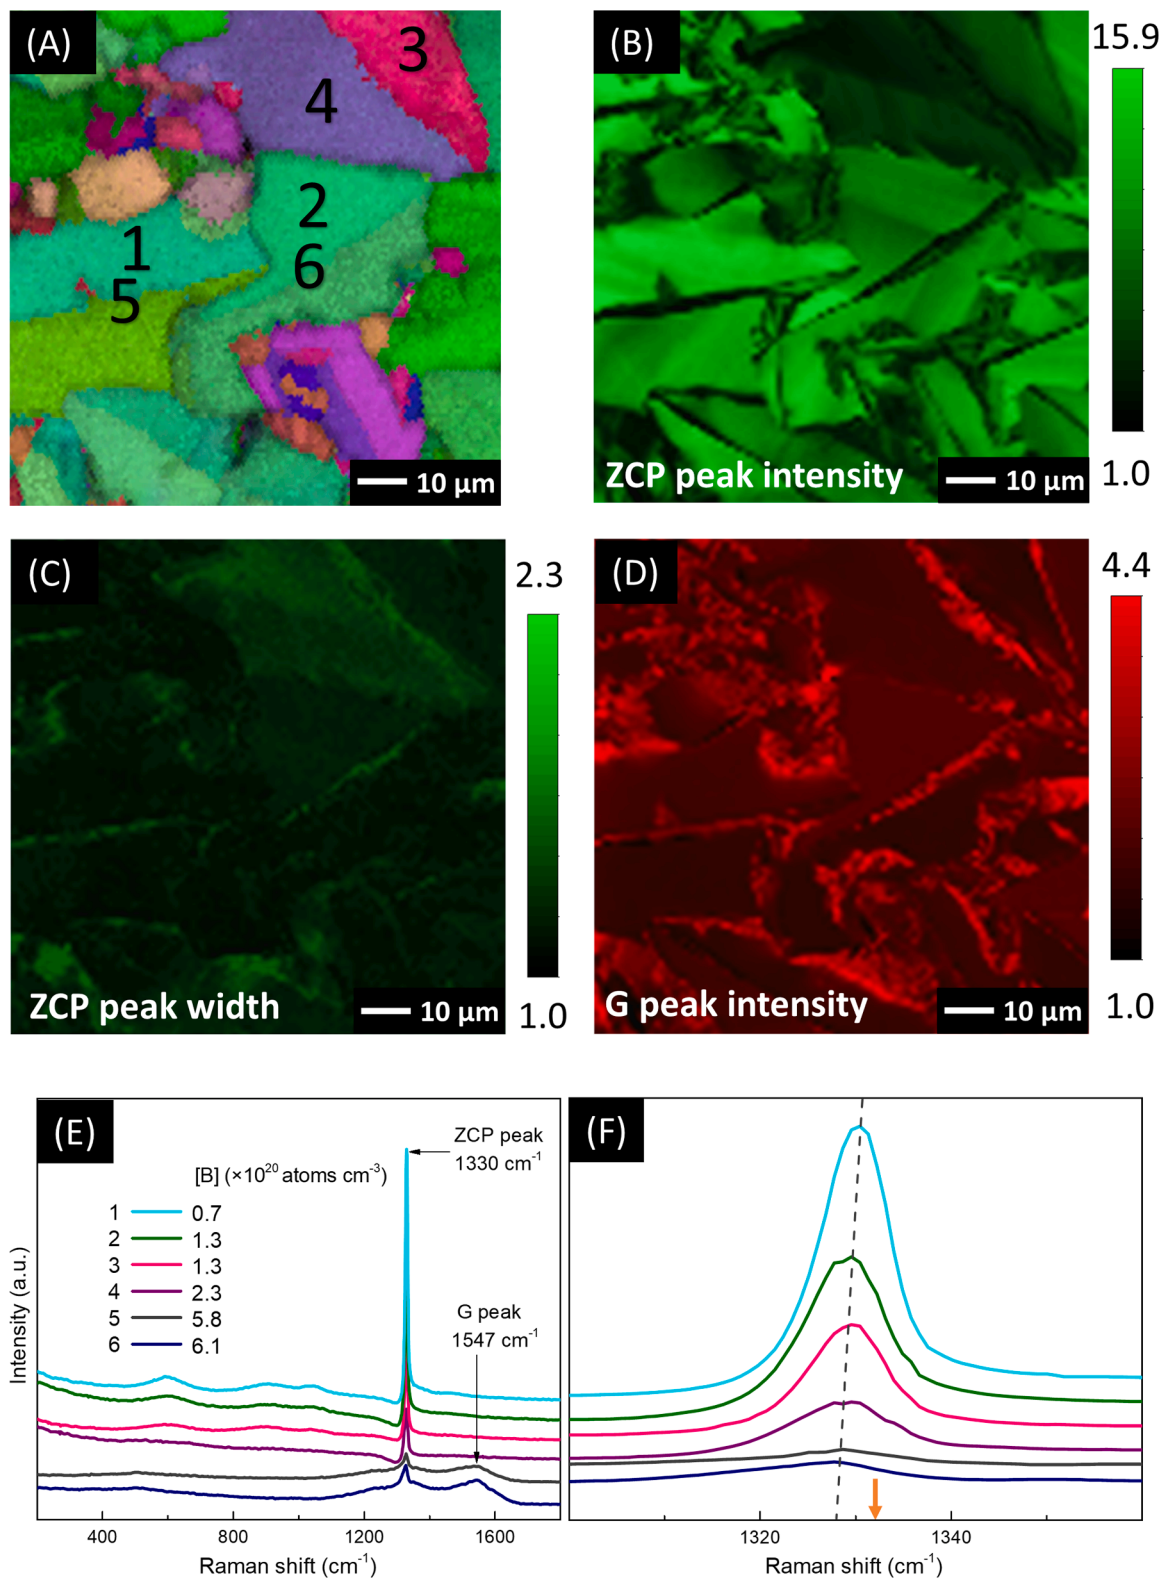 (A)
3
4
2
1
6
5
10 µm
(B)
15.9
1.0
ZCP peak intensity
10 µm
(C)
2.3
1.0
ZCP peak width
10 µm
(D)
4.4
1.0
G peak intensity
10 µm
(E)
ZCP peak
1330 cm⁻¹
[B] (×10²⁰ atoms cm⁻³)
1 0.7
2 1.3
3 1.3
4 2.3
5 5.8
6 6.1
G peak
1547 cm⁻¹
Intensity (a.u.)
400 800 1200 1600
Raman shift (cm⁻¹)
(F)
1320 1340
Raman shift (cm⁻¹)